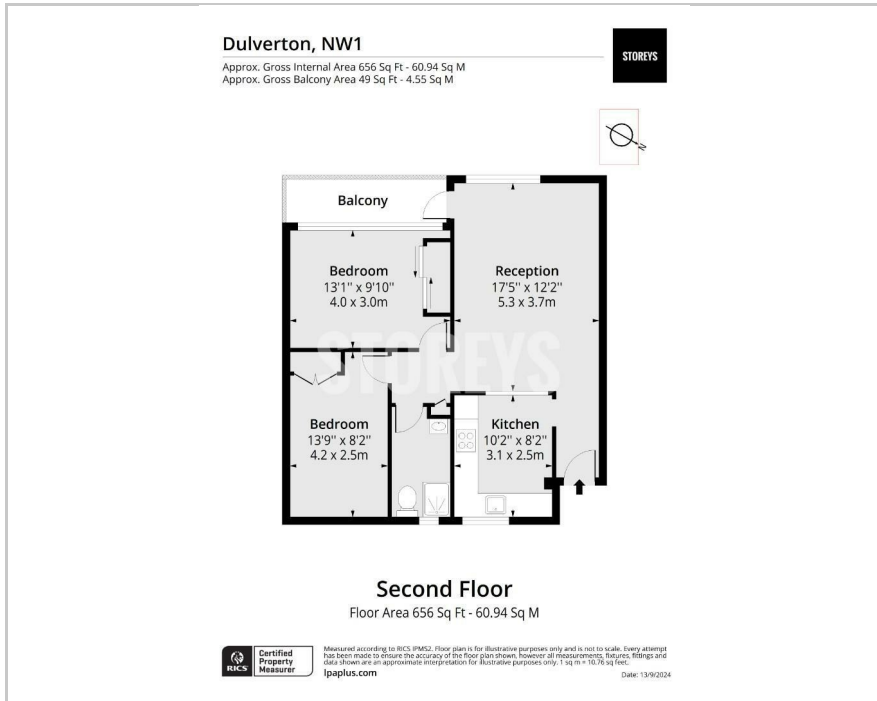 Dulverton, NW1
Approx. Gross Internal Area 656 Sq Ft - 60.94 Sq M
Approx. Gross Balcony Area 49 Sq Ft - 4.55 Sq M
STOREYS
N
Balcony
Bedroom
13'1" x 9'10"
4.0 x 3.0m
Reception
17'5" x 12'2"
5.3 x 3.7m
STOREYS
Bedroom
13'9" x 8'2"
4.2 x 2.5m
Kitchen
10'2" x 8'2"
3.1 x 2.5m
Second Floor
Floor Area 656 Sq Ft - 60.94 Sq M
RICS
Certified
Property
Measurer
Measured according to RICS IPMS2. Floor plan is for illustrative purposes only and is not to scale. Every attempt
has been made to ensure the accuracy of the floor plan shown, however all measurements, fixtures, fittings and
data shown are an approximate interpretation for illustrative purposes only. 1 sq m = 10.76 sq feet.
lpaplus.com
Date: 13/9/2024